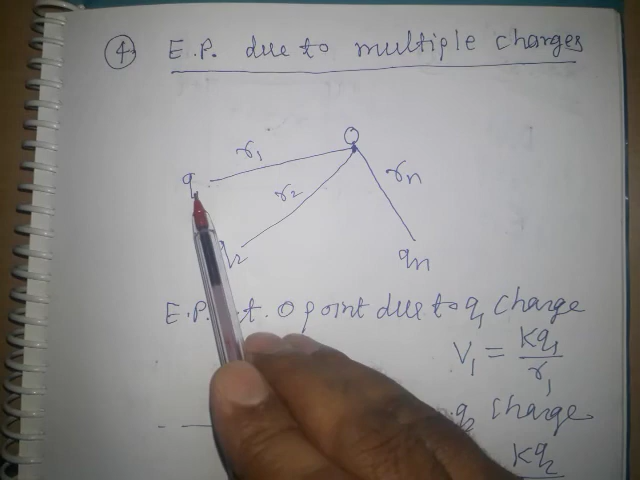 4 E.P. due to multiple charges
O
r1
r2
rn
q
q2
qn
E.P. at. O point due to q1 charge
V1 = Kq1/r1
q2 charge
Kq2